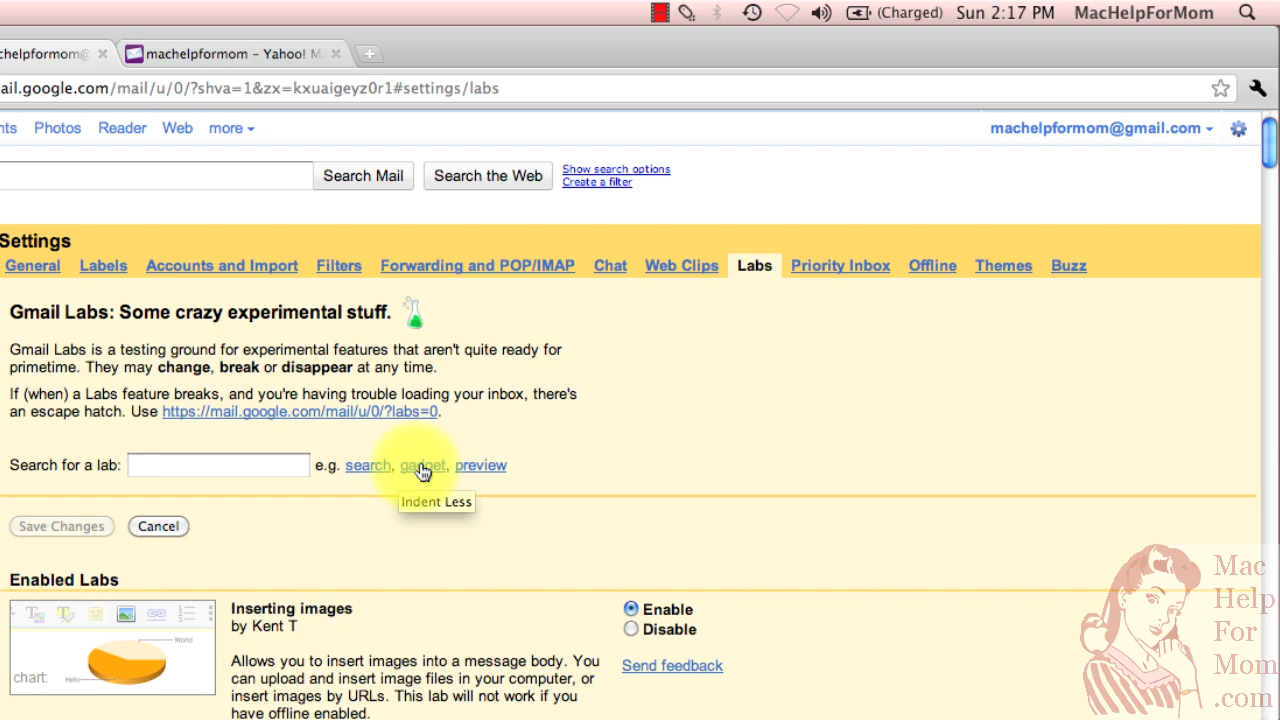 (Charged) Sun 2:17 PM MacHelpForMom
chelpformom@ machelpformom – Yahoo! M
ail.google.com/mail/u/0/?shva=1&zx=kxuaigeyz0r1#settings/labs
nts Photos Reader Web more machelpformom@gmail.com
Search Mail Search the Web Show search options
Create a filter
Settings
General Labels Accounts and Import Filters Forwarding and POP/IMAP Chat Web Clips Labs Priority Inbox Offline Themes Buzz
Gmail Labs: Some crazy experimental stuff.
Gmail Labs is a testing ground for experimental features that aren't quite ready for
primetime. They may change, break or disappear at any time.
If (when) a Labs feature breaks, and you're having trouble loading your inbox, there's
an escape hatch. Use https://mail.google.com/mail/u/0/?labs=0.
Search for a lab: e.g. search, gadget, preview
Indent Less
Save Changes Cancel
Enabled Labs
Inserting images
by Kent T
Enable
Disable
Send feedback
World
Hello
chart:
Allows you to insert images into a message body. You
can upload and insert image files in your computer, or
insert images by URLs. This lab will not work if you
have offline enabled.
Mac
Help
For
Mom
.com